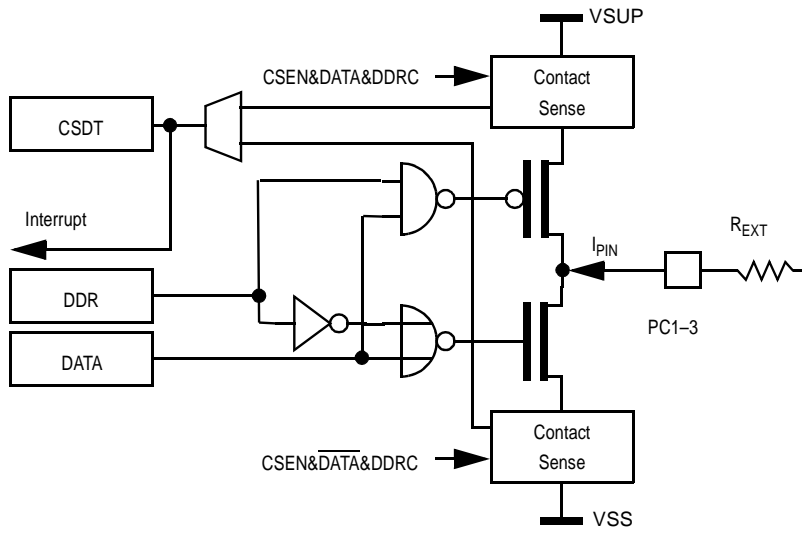 VSUP
CSEN&DATA&DDRC
Contact
Sense
CSDT
Interrupt
I_PIN
R_EXT
DDR
PC1–3
DATA
Contact
Sense
CSEN&D̅A̅T̅A̅&DDRC
VSS